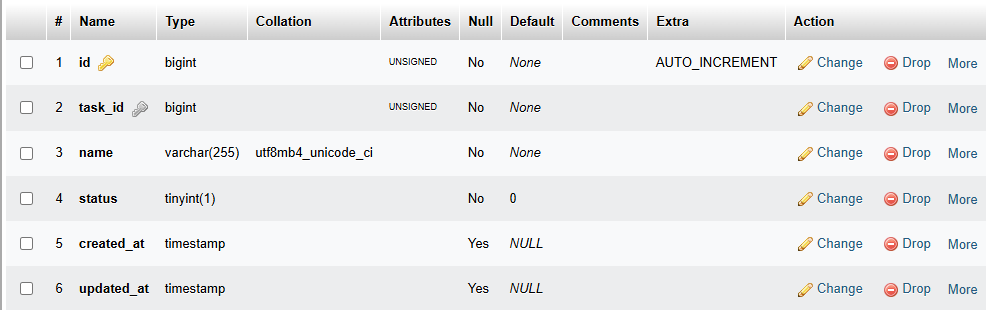 # Name Type Collation Attributes Null Default Comments Extra Action
1 id bigint UNSIGNED No None AUTO_INCREMENT Change Drop More
2 task_id bigint UNSIGNED No None Change Drop More
3 name varchar(255) utf8mb4_unicode_ci No None Change Drop More
4 status tinyint(1) No 0 Change Drop More
5 created_at timestamp Yes NULL Change Drop More
6 updated_at timestamp Yes NULL Change Drop More